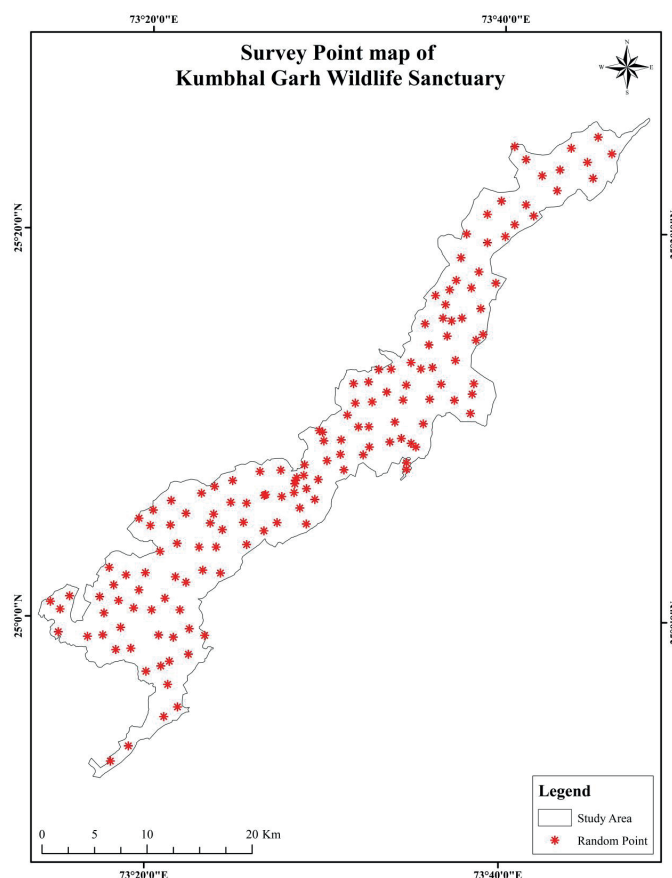 73°20'0"E
73°40'0"E
Survey Point map of
Kumbhal Garh Wildlife Sanctuary
N
W
E
S
25°20'0"N
25°0'0"N
Legend
Study Area
Random Point
0
5
10
20 Km
73°20'0"E
73°40'0"E